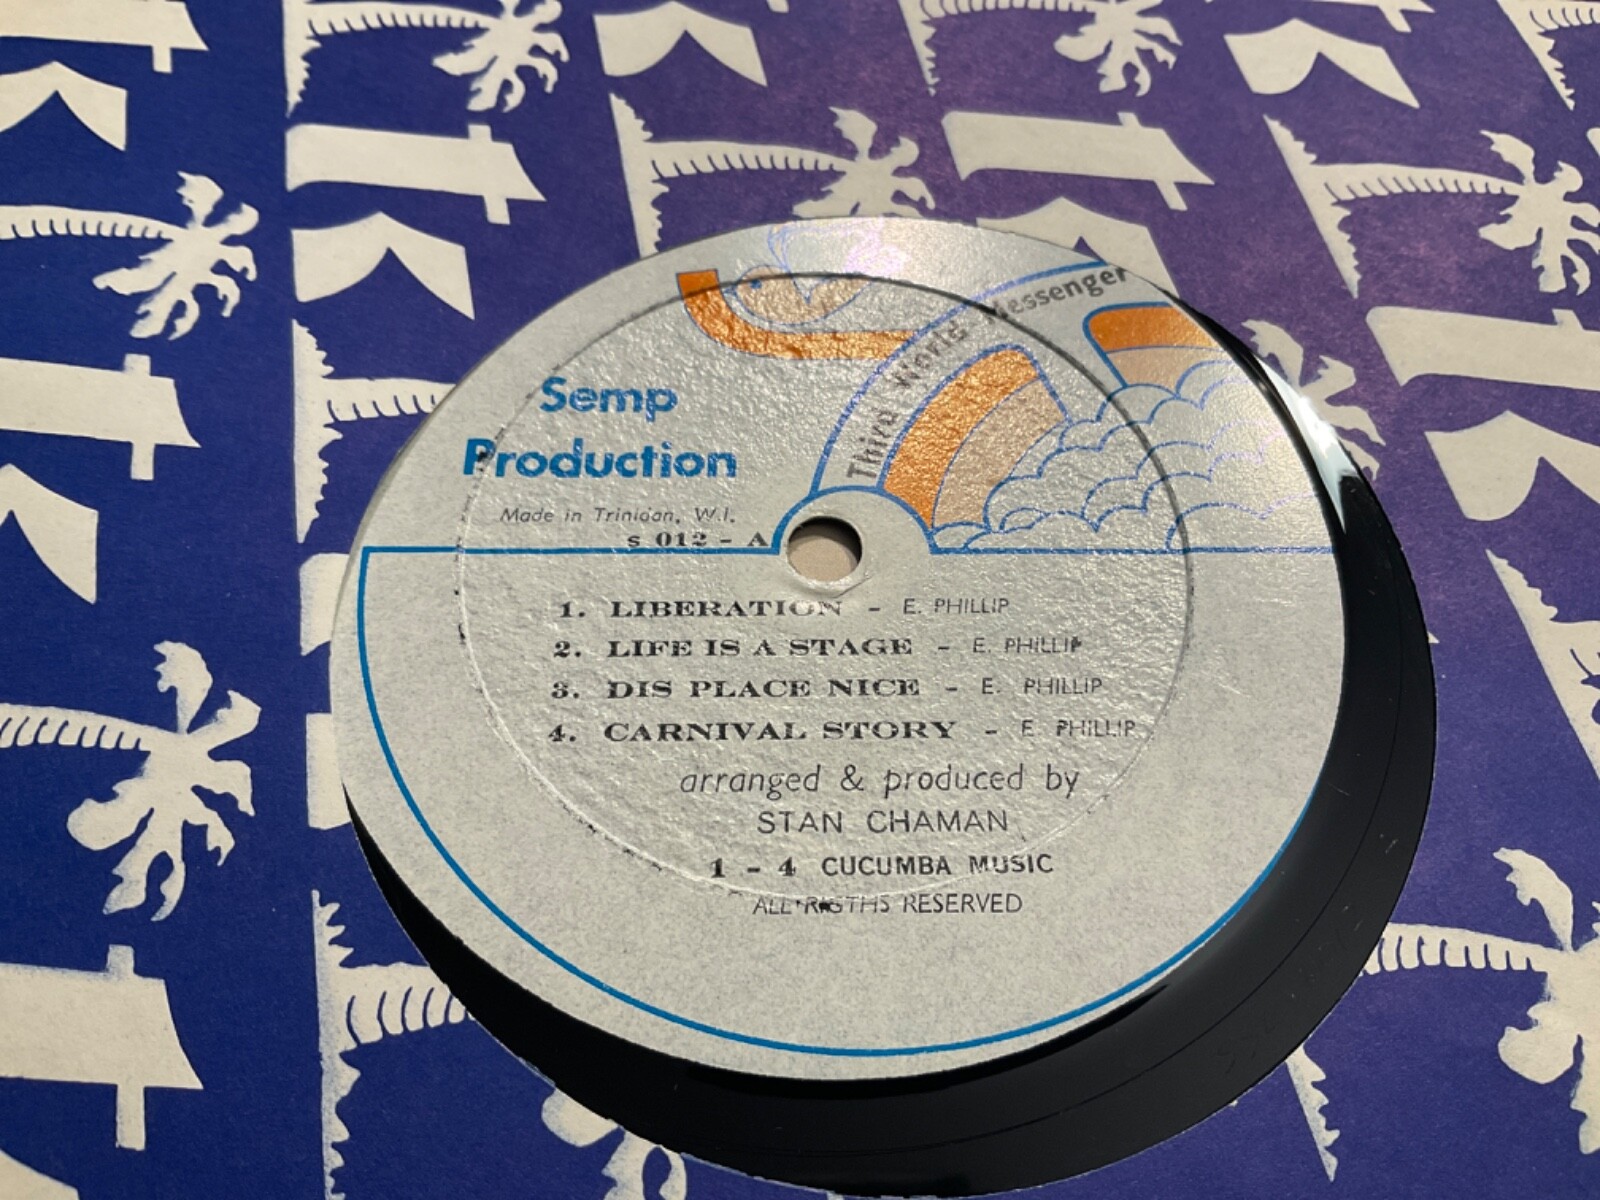 Third World Messenger
Semp
Production
Made in Trinidad, W.I.
s 012 - A
1. LIBERATION - E. PHILLIP
2. LIFE IS A STAGE - E. PHILLIP
3. DIS PLACE NICE - E. PHILLIP
4. CARNIVAL STORY - E. PHILLIP
arranged & produced by
STAN CHAMAN
1 - 4 CUCUMBA MUSIC
ALL RIGTHS RESERVED